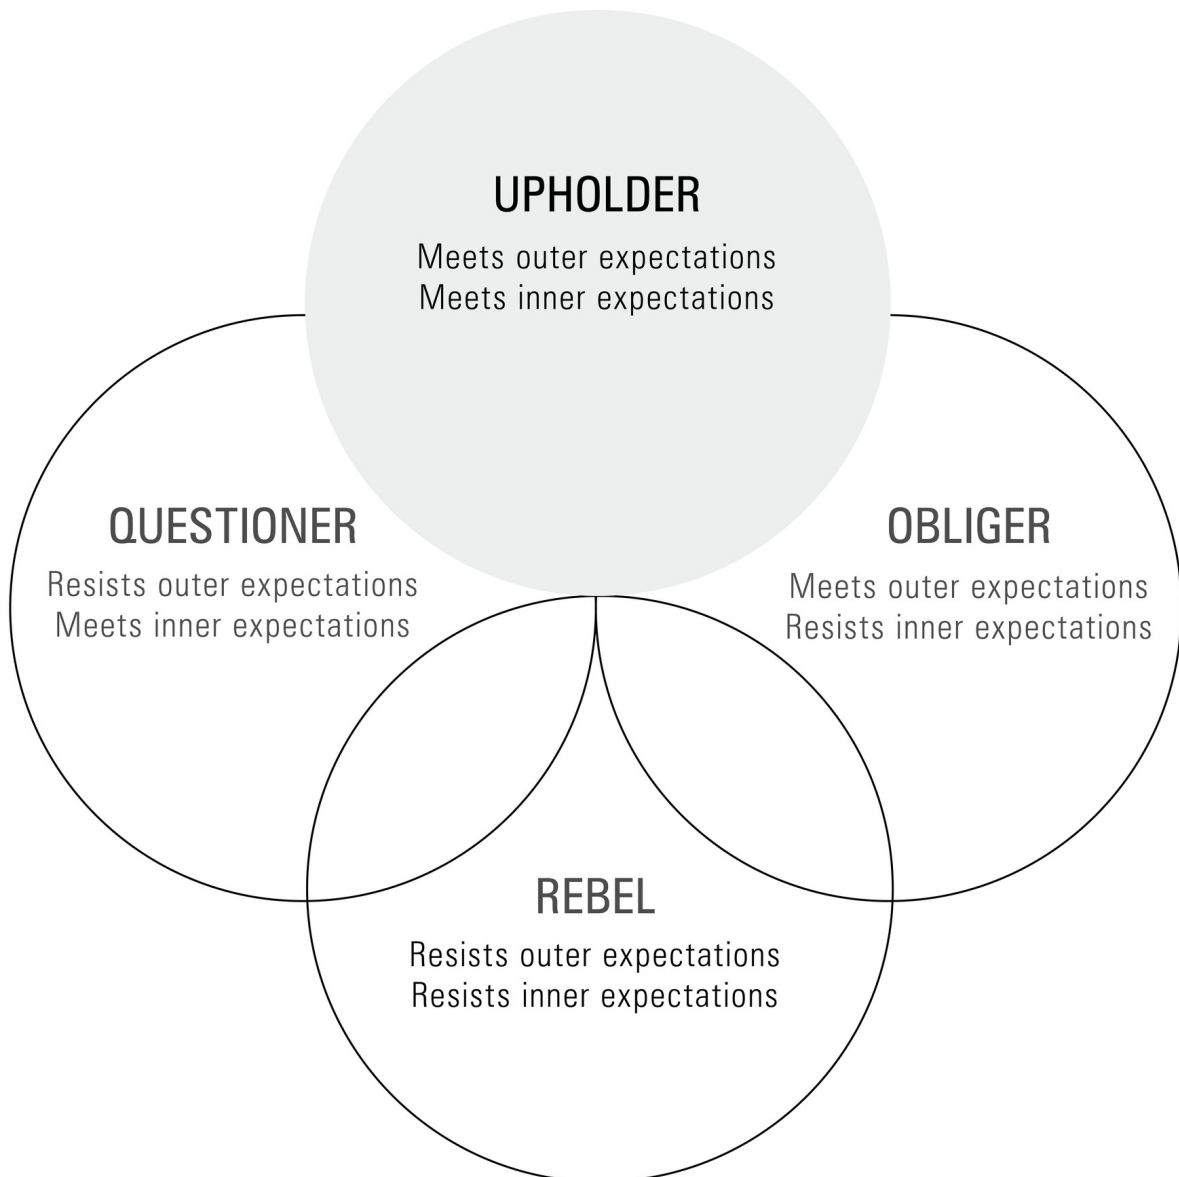 UPHOLDER
Meets outer expectations
Meets inner expectations
QUESTIONER
Resists outer expectations
Meets inner expectations
OBLIGER
Meets outer expectations
Resists inner expectations
REBEL
Resists outer expectations
Resists inner expectations